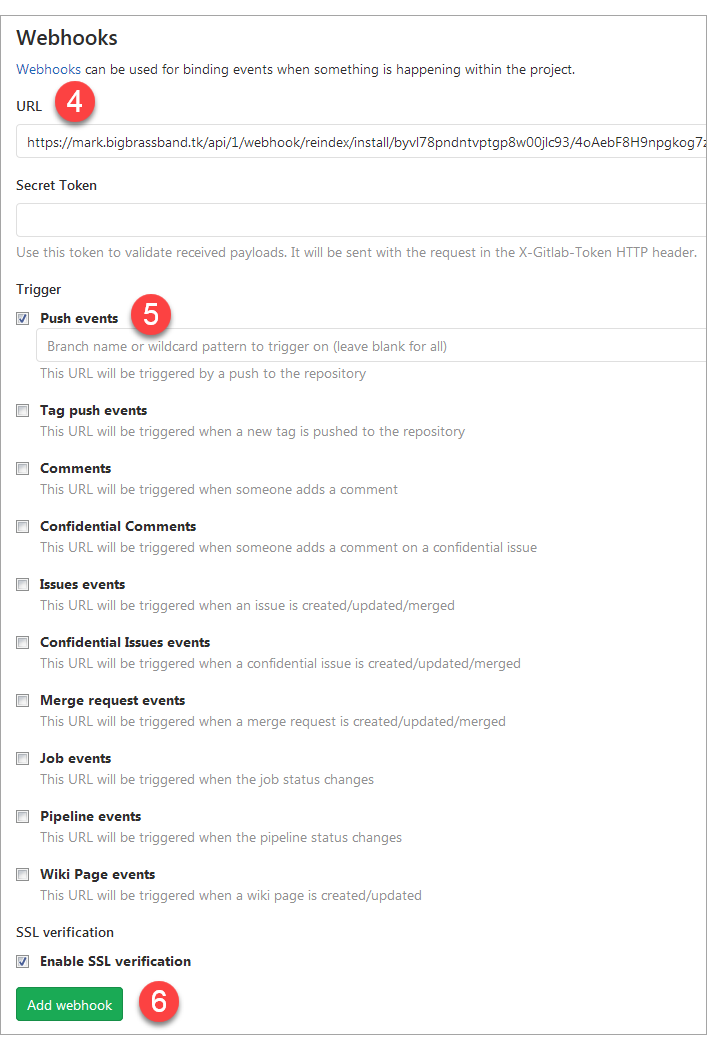 Webhooks
Webhooks can be used for binding events when something is happening within the project.
URL 4
https://mark.bigbrassband.tk/api/1/webhook/reindex/install/byvl78pndntvptgp8w00jlc93/4oAebF8H9npgkog7z
Secret Token
Use this token to validate received payloads. It will be sent with the request in the X-Gitlab-Token HTTP header.
Trigger
Push events 5
Branch name or wildcard pattern to trigger on (leave blank for all)
This URL will be triggered by a push to the repository
Tag push events
This URL will be triggered when a new tag is pushed to the repository
Comments
This URL will be triggered when someone adds a comment
Confidential Comments
This URL will be triggered when someone adds a comment on a confidential issue
Issues events
This URL will be triggered when an issue is created/updated/merged
Confidential Issues events
This URL will be triggered when a confidential issue is created/updated/merged
Merge request events
This URL will be triggered when a merge request is created/updated/merged
Job events
This URL will be triggered when the job status changes
Pipeline events
This URL will be triggered when the pipeline status changes
Wiki Page events
This URL will be triggered when a wiki page is created/updated
SSL verification
Enable SSL verification
Add webhook 6